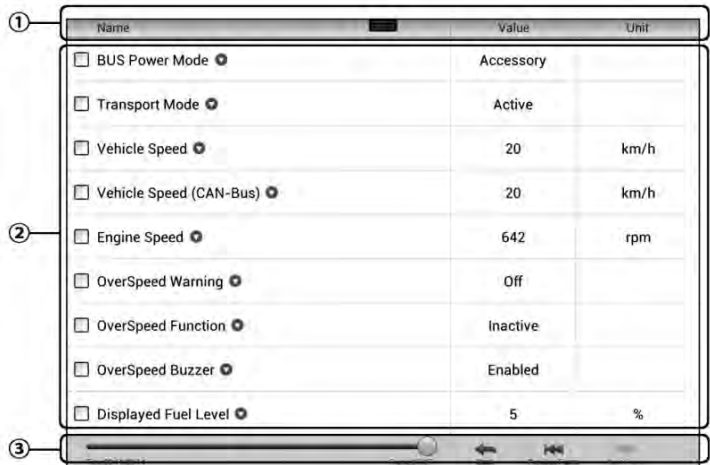 ① Name Value Unit
BUS Power Mode Accessory
Transport Mode Active
Vehicle Speed 20 km/h
Vehicle Speed (CAN-Bus) 20 km/h
② Engine Speed 642 rpm
OverSpeed Warning Off
OverSpeed Function Inactive
OverSpeed Buzzer Enabled
Displayed Fuel Level 5 %
③